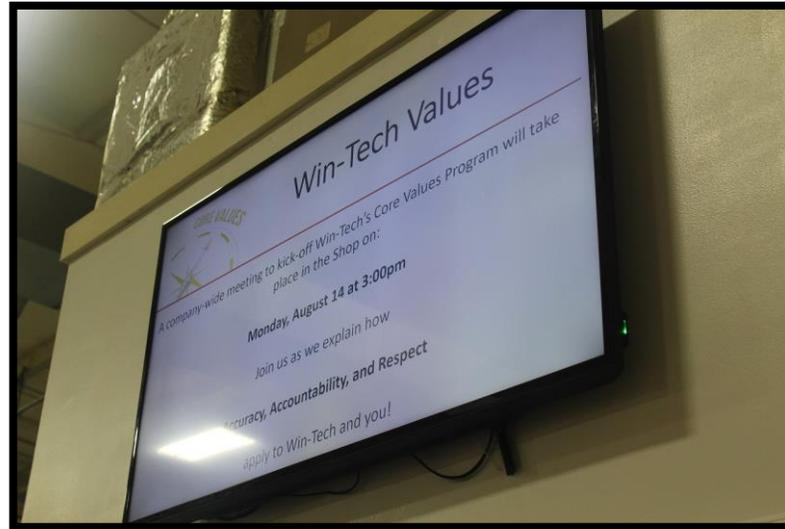 Win-Tech Values
CORE VALUES
A company-wide meeting to kick-off Win-Tech's Core Values Program will take
place in the Shop on:
Monday, August 14 at 3:00pm
Join us as we explain how
Accuracy, Accountability, and Respect
apply to Win-Tech and you!